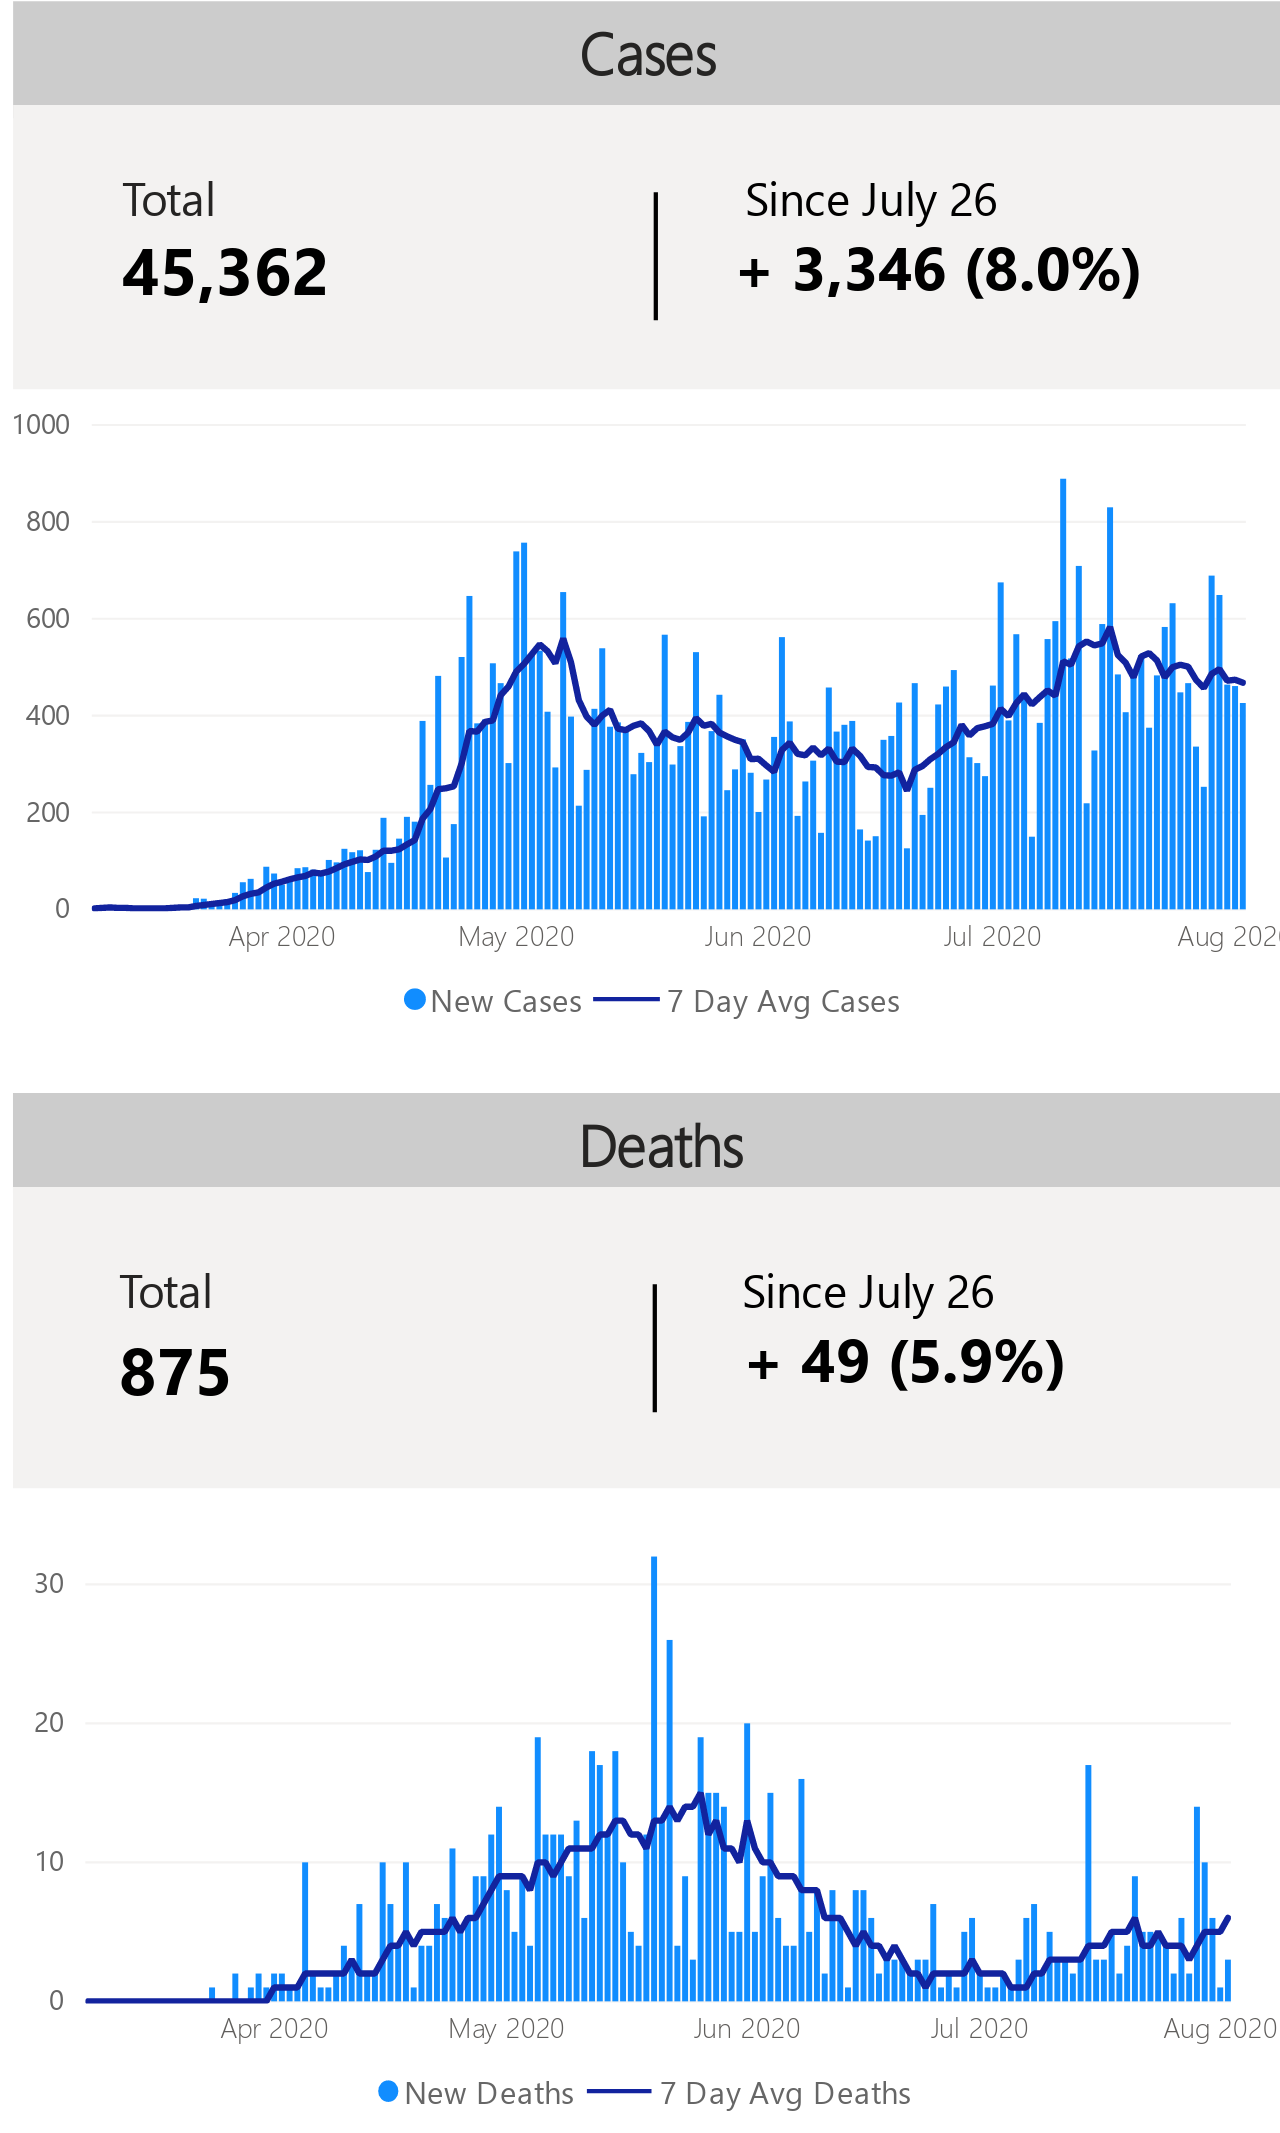 Cases
Total
45,362
Since July 26
+ 3,346 (8.0%)
1000
800
600
400
200
0
Apr 2020
May 2020
Jun 2020
Jul 2020
Aug 202
New Cases
7 Day Avg Cases
Deaths
Total
875
Since July 26
+ 49 (5.9%)
30
20
10
0
Apr 2020
May 2020
Jun 2020
Jul 2020
Aug 2020
New Deaths
7 Day Avg Deaths